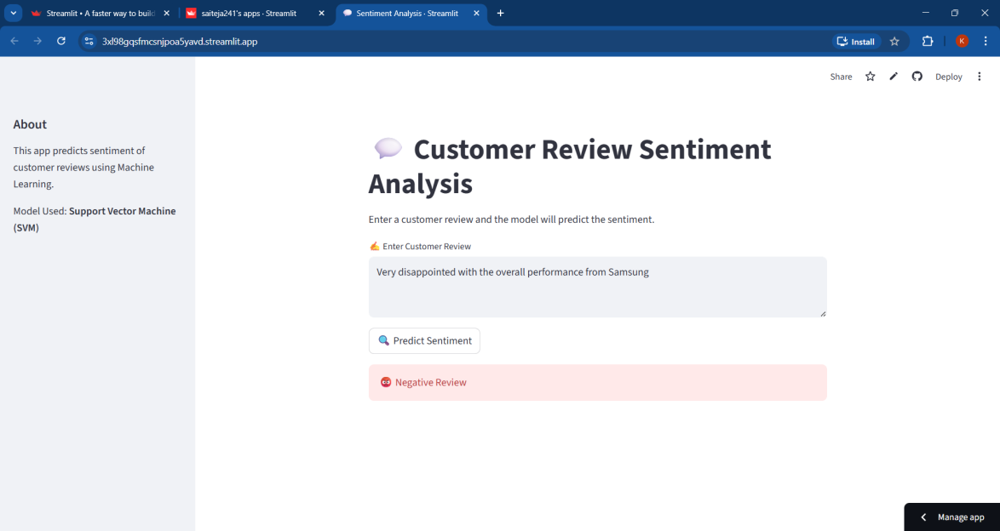 Streamlit • A faster way to build
saiteja241's apps · Streamlit
Sentiment Analysis · Streamlit
3xl98gqsfmcsnjpoa5yavd.streamlit.app
Install
K
Share
Deploy
About
This app predicts sentiment of
customer reviews using Machine
Learning.
Model Used: Support Vector Machine
(SVM)
Customer Review Sentiment
Analysis
Enter a customer review and the model will predict the sentiment.
Enter Customer Review
Very disappointed with the overall performance from Samsung
Predict Sentiment
Negative Review
Manage app